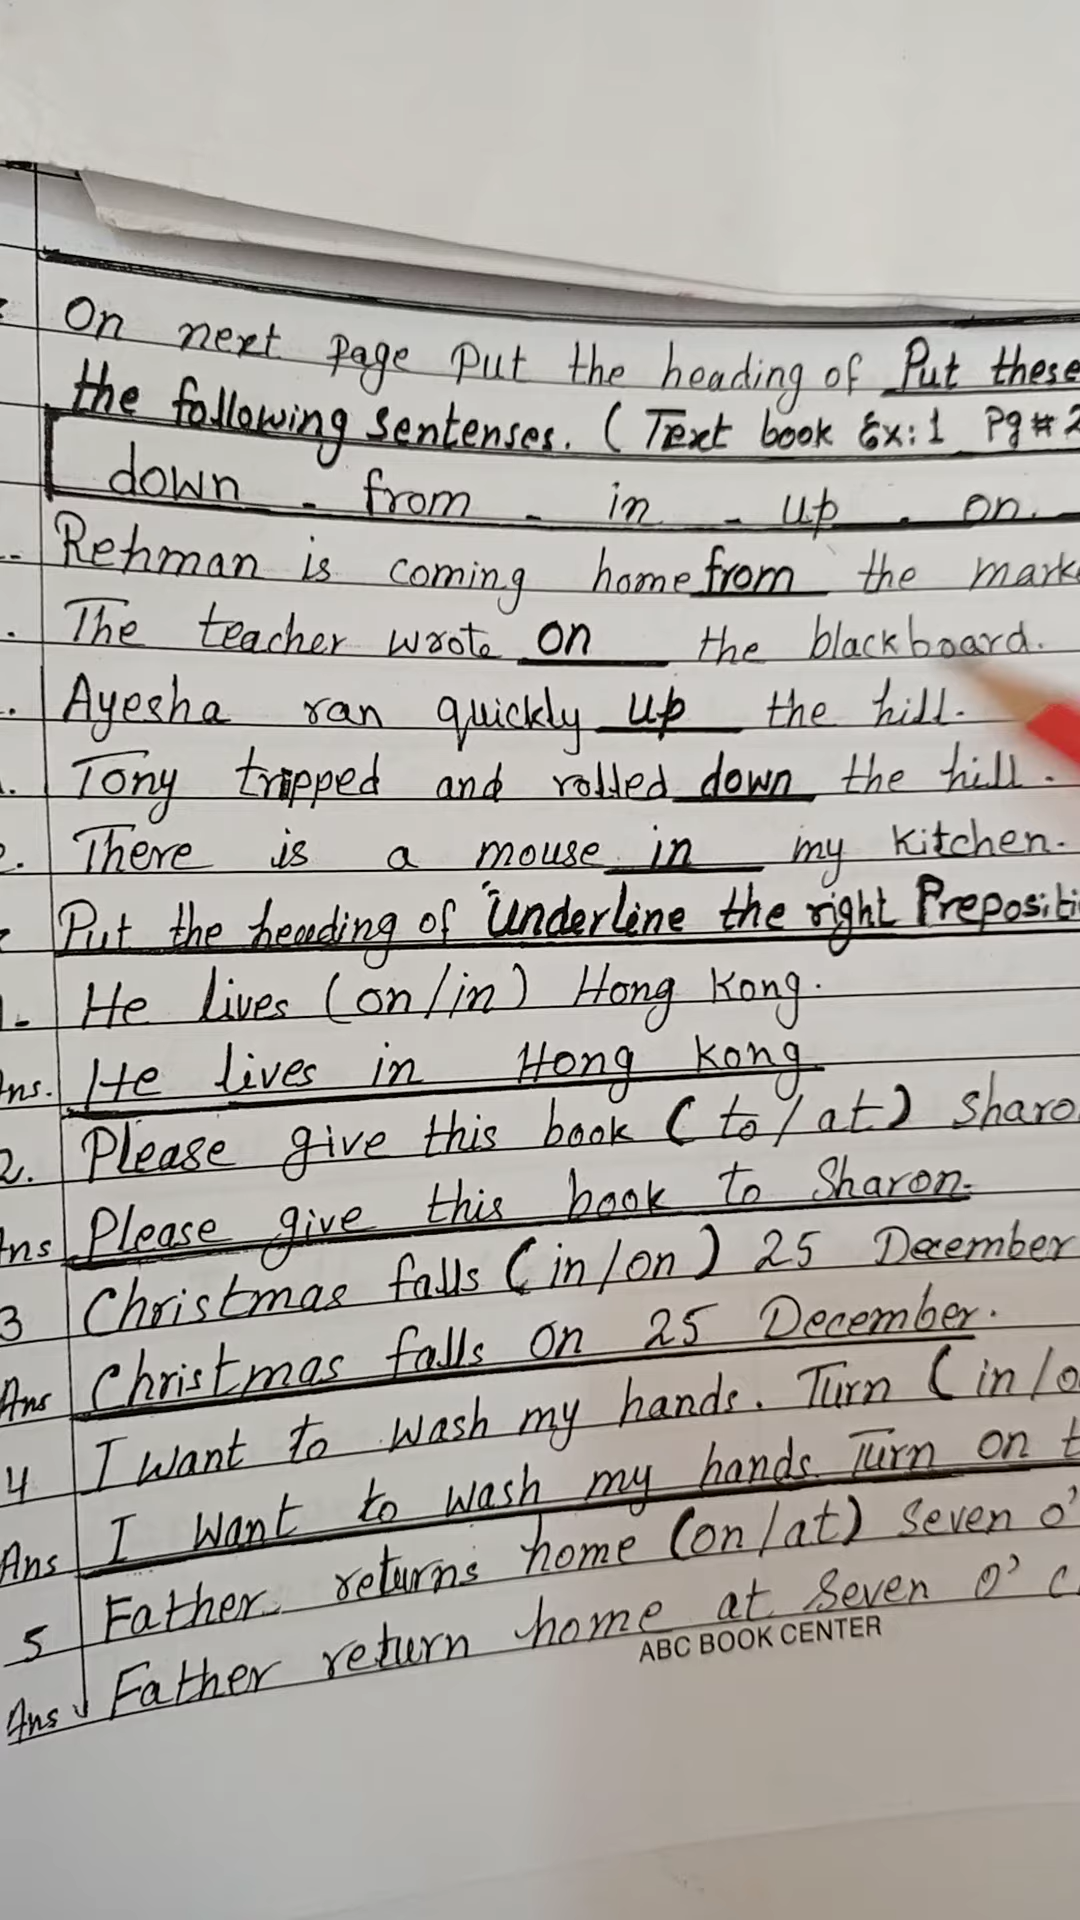 On next page Put the heading of Put these
the following sentenses. (Text book Ex:1 Pg # 2
down - from - in - up - on.
Rehman is coming home from the mark
The teacher wrote on the blackboard.
Ayesha ran quickly up the hill.
Tony tripped and rolled down the hill.
There is a mouse in my kitchen.
Put the heading of "Underline the right Prepositi
1. He lives (on/in) Hong Kong.
Ans. He lives in Hong Kong
2. Please give this book (to/at) Sharo
Ans Please give this book to Sharon.
3 Christmas falls (in/on) 25 December
Ans Christmas falls on 25 December.
4 I want to wash my hands. Turn (in/o
Ans I want to wash my hands. Turn on t
5 Father returns home (on/at) seven o'
Ans Father return home at seven o' c
ABC BOOK CENTER